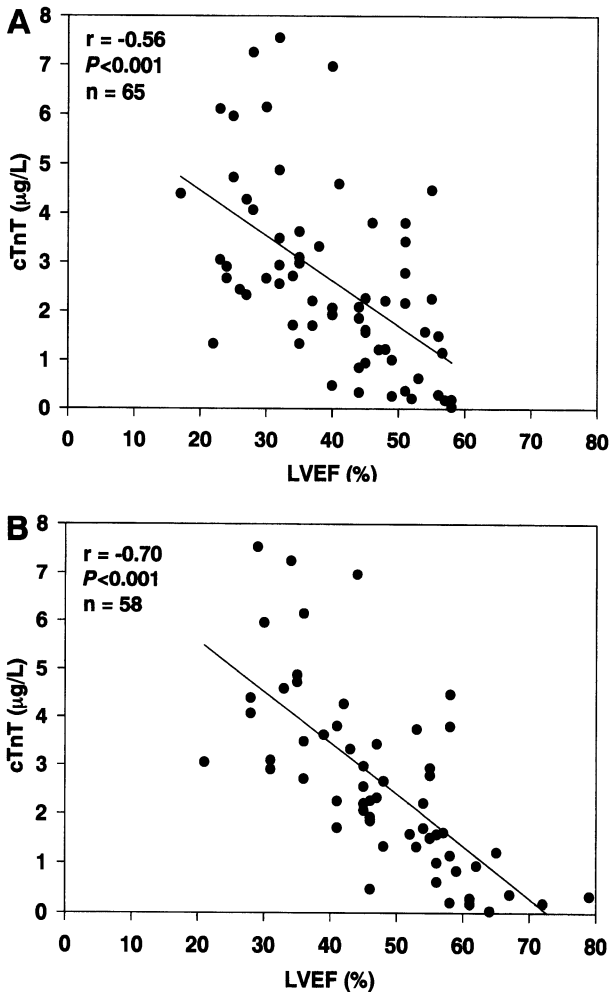 A
r = -0.56
P<0.001
n = 65
8
7
6
5
4
3
2
1
0
cTnT (µg/L)
0 10 20 30 40 50 60 70 80
LVEF (%)
B
r = -0.70
P<0.001
n = 58
8
7
6
5
4
3
2
1
0
cTnT (µg/L)
0 10 20 30 40 50 60 70 80
LVEF (%)